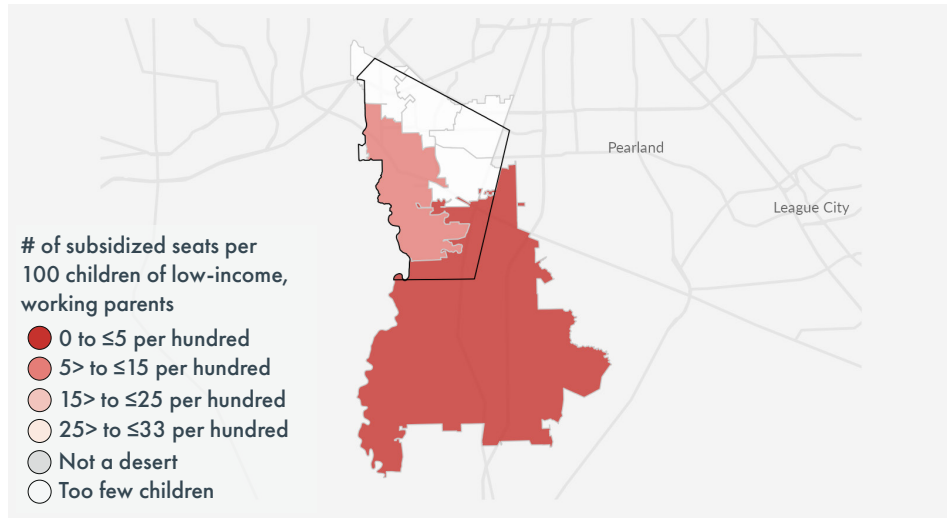 Pearland
League City
# of subsidized seats per
100 children of low-income,
working parents
0 to ≤5 per hundred
5> to ≤15 per hundred
15> to ≤25 per hundred
25> to ≤33 per hundred
Not a desert
Too few children